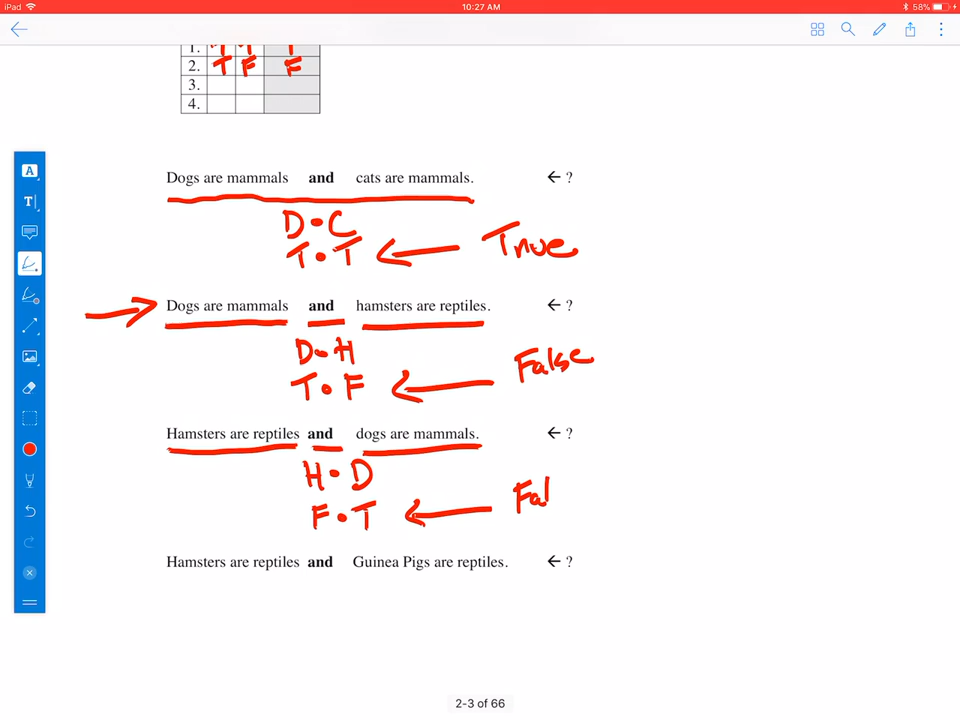 iPad 10:27 AM 58%
1. T T T
2. T F F
3.
4.
Dogs are mammals and cats are mammals. ← ?
D • C
T • T ← True
Dogs are mammals and hamsters are reptiles. ← ?
D • H
T • F ← False
Hamsters are reptiles and dogs are mammals. ← ?
H • D
F • T ← Fal
Hamsters are reptiles and Guinea Pigs are reptiles. ← ?
2-3 of 66